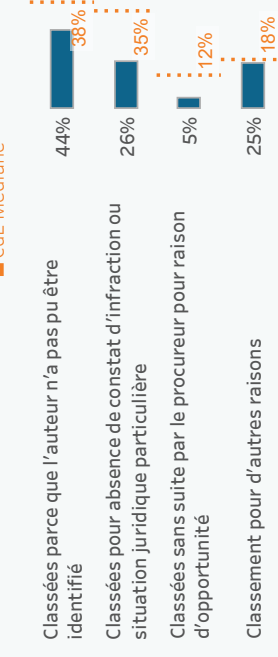 CdE Médiane
Classées parce que l'auteur n'a pas pu être
identifié
44%
38%
Classées pour absence de constat d'infraction ou
situation juridique particulière
26%
35%
Classées sans suite par le procureur pour raison
d'opportunité
5%
12%
Classement pour d'autres raisons
25%
18%